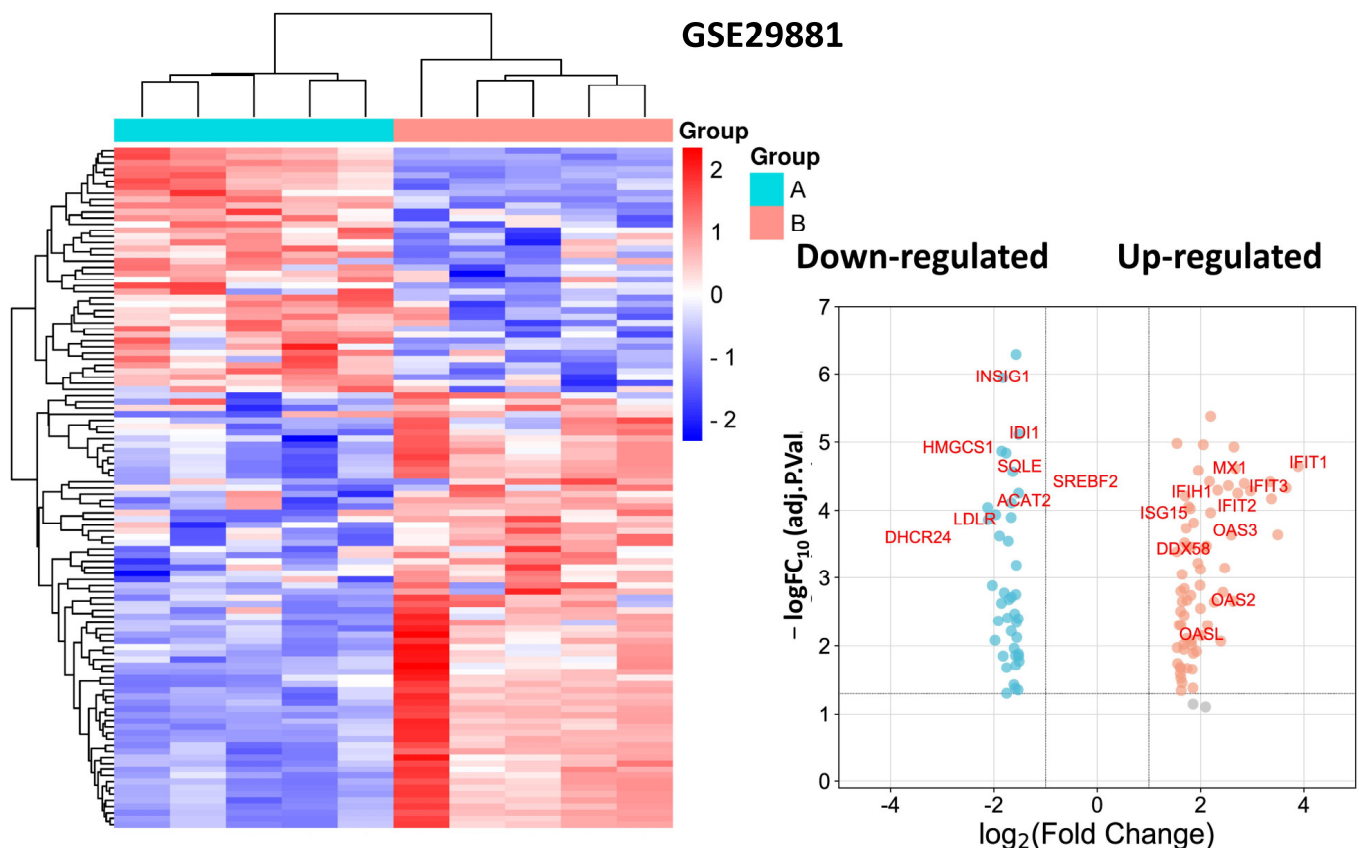 GSE29881
Group
2
1
0
- 1
- 2
Group
A
B
Down-regulated
Up-regulated
– logFC10 (adj.P.Val)
7
6
5
4
3
2
1
0
INSIG1
IDI1
HMGCS1
SQLE
SREBF2
ACAT2
LDLR
DHCR24
MX1
IFIT1
IFIH1
IFIT3
ISG15
IFIT2
OAS3
DDX58
OAS2
OASL
-4
-2
0
2
4
log2(Fold Change)